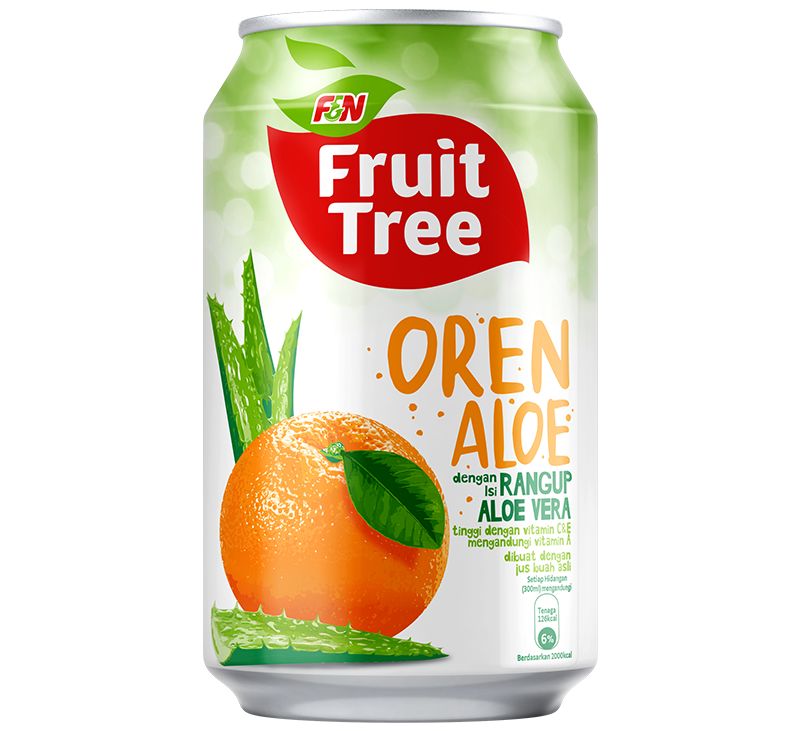 F&N
Fruit
Tree
OREN
ALOE
dengan
Isi RANGUP
ALOE VERA
tinggi dengan vitamin C&E
mengandungi vitamin A
dibuat dengan
jus buah asli
Setiap Hidangan
(300ml) mengandungi
Tenaga
126kcal
6%
Berdasarkan 2000kcal